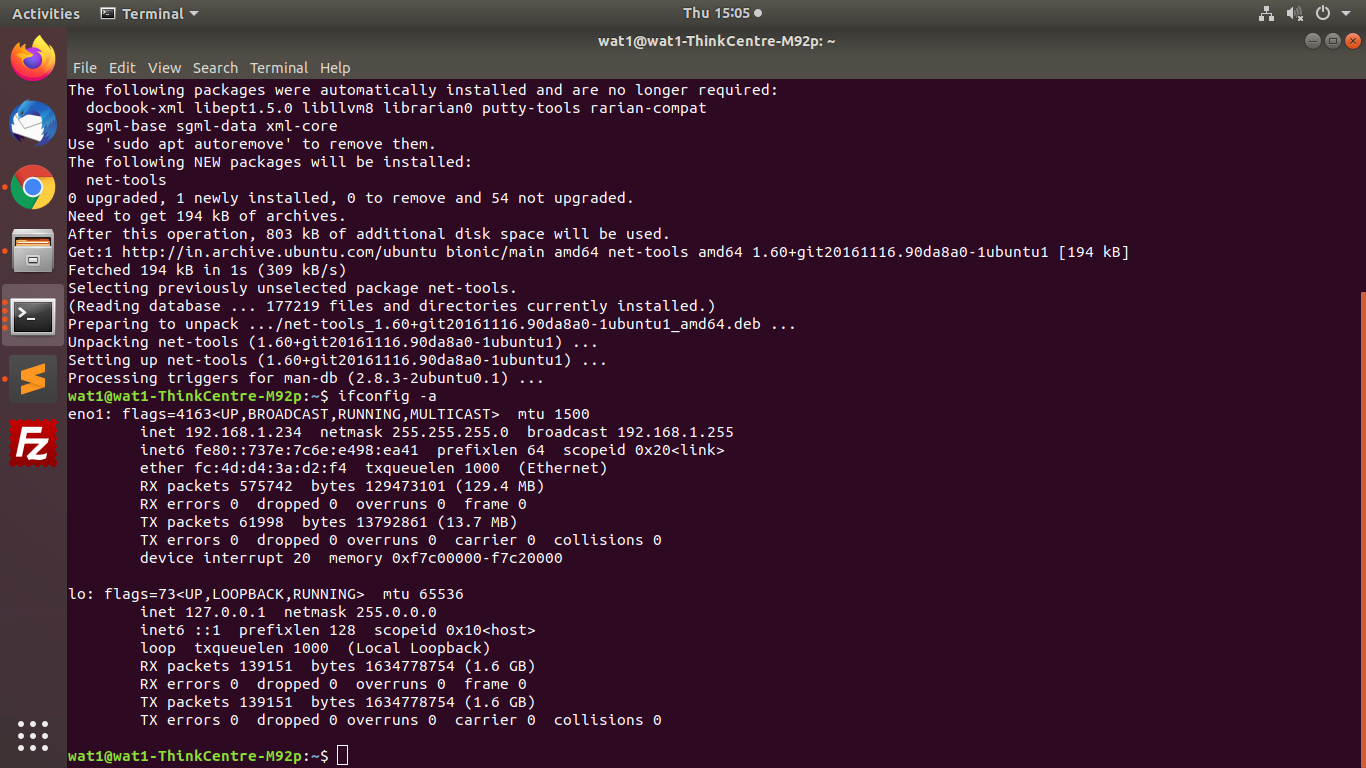 Activities Terminal Thu 15:05
wat1@wat1-ThinkCentre-M92p: ~
File Edit View Search Terminal Help
The following packages were automatically installed and are no longer required:
  docbook-xml libept1.5.0 libllvm8 librarian0 putty-tools rarian-compat
  sgml-base sgml-data xml-core
Use 'sudo apt autoremove' to remove them.
The following NEW packages will be installed:
  net-tools
0 upgraded, 1 newly installed, 0 to remove and 54 not upgraded.
Need to get 194 kB of archives.
After this operation, 803 kB of additional disk space will be used.
Get:1 http://in.archive.ubuntu.com/ubuntu bionic/main amd64 net-tools amd64 1.60+git20161116.90da8a0-1ubuntu1 [194 kB]
Fetched 194 kB in 1s (309 kB/s)
Selecting previously unselected package net-tools.
(Reading database ... 177219 files and directories currently installed.)
Preparing to unpack .../net-tools_1.60+git20161116.90da8a0-1ubuntu1_amd64.deb ...
Unpacking net-tools (1.60+git20161116.90da8a0-1ubuntu1) ...
Setting up net-tools (1.60+git20161116.90da8a0-1ubuntu1) ...
Processing triggers for man-db (2.8.3-2ubuntu0.1) ...
wat1@wat1-ThinkCentre-M92p:~$ ifconfig -a
eno1: flags=4163<UP,BROADCAST,RUNNING,MULTICAST>  mtu 1500
        inet 192.168.1.234  netmask 255.255.255.0  broadcast 192.168.1.255
        inet6 fe80::737e:7c6e:e498:ea41  prefixlen 64  scopeid 0x20<link>
        ether fc:4d:d4:3a:d2:f4  txqueuelen 1000  (Ethernet)
        RX packets 575742  bytes 129473101 (129.4 MB)
        RX errors 0  dropped 0  overruns 0  frame 0
        TX packets 61998  bytes 13792861 (13.7 MB)
        TX errors 0  dropped 0 overruns 0  carrier 0  collisions 0
        device interrupt 20  memory 0xf7c00000-f7c20000
lo: flags=73<UP,LOOPBACK,RUNNING>  mtu 65536
        inet 127.0.0.1  netmask 255.0.0.0
        inet6 ::1  prefixlen 128  scopeid 0x10<host>
        loop  txqueuelen 1000  (Local Loopback)
        RX packets 139151  bytes 1634778754 (1.6 GB)
        RX errors 0  dropped 0  overruns 0  frame 0
        TX packets 139151  bytes 1634778754 (1.6 GB)
        TX errors 0  dropped 0 overruns 0  carrier 0  collisions 0
wat1@wat1-ThinkCentre-M92p:~$
Fz